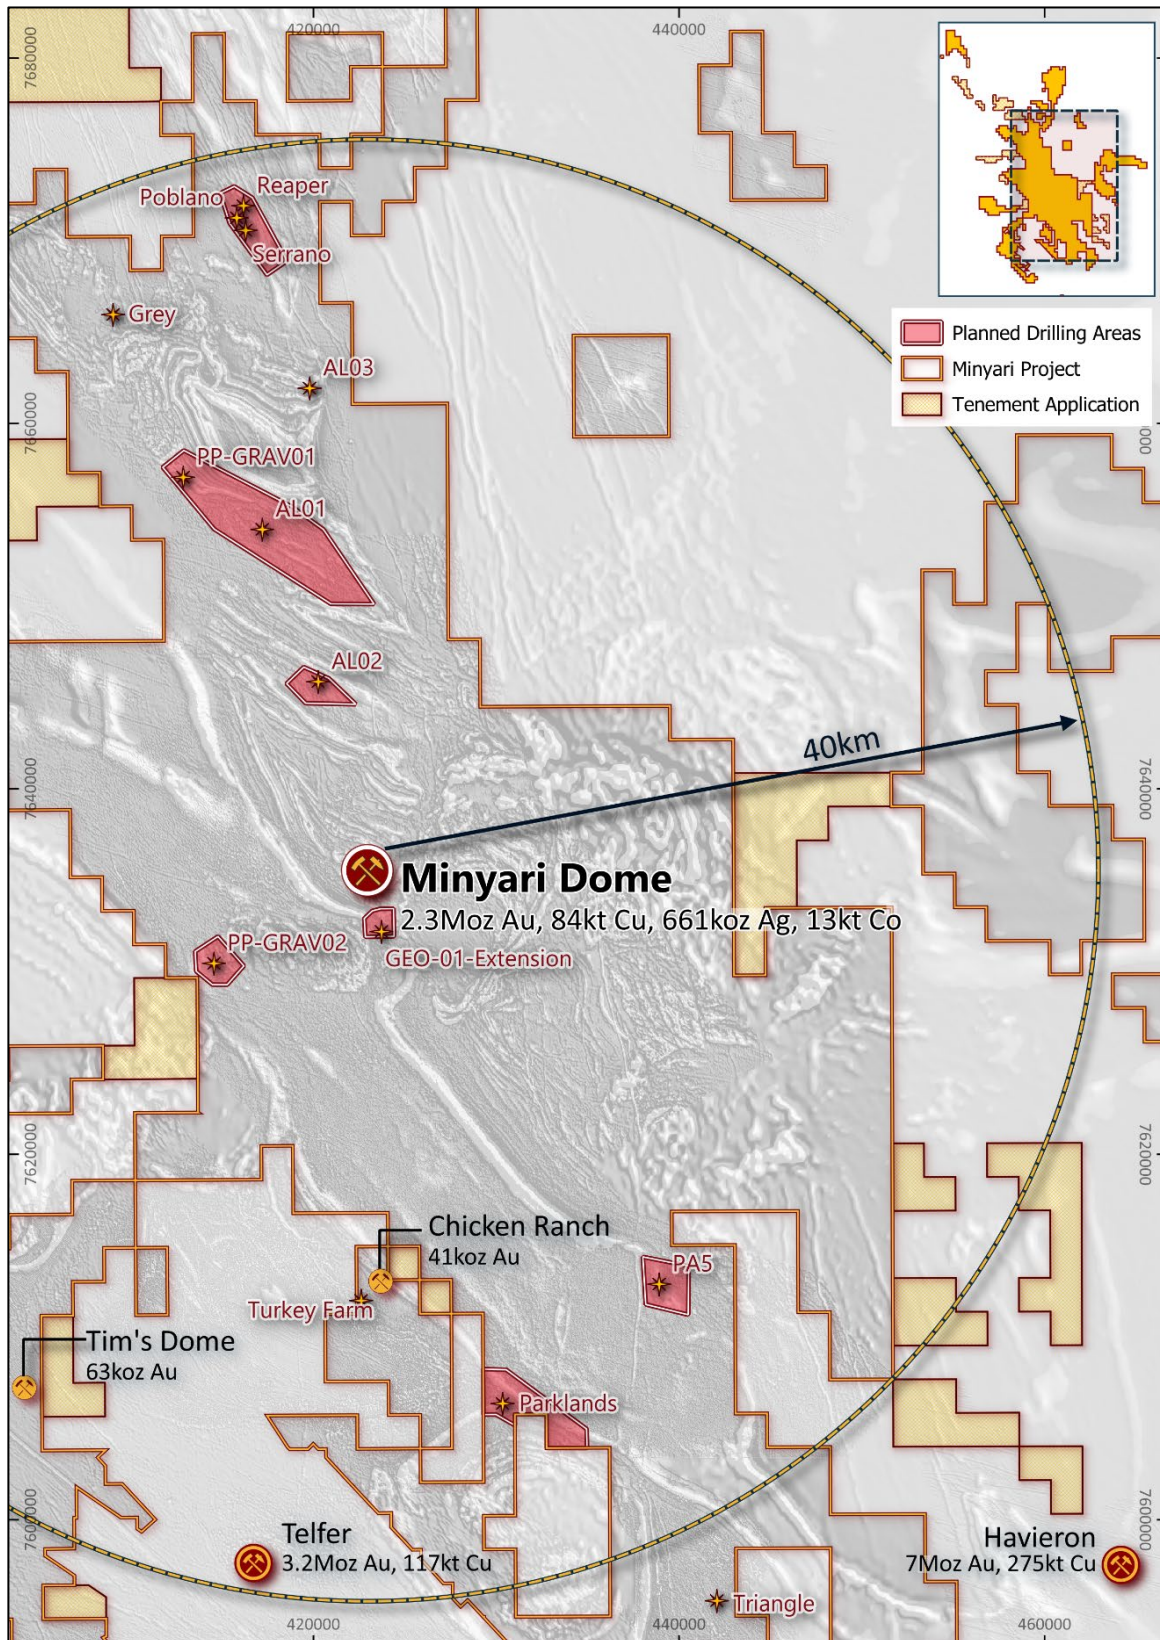 420000
440000
7680000
Reaper
Poblano
Serrano
Grey
AL03
Planned Drilling Areas
Minyari Project
Tenement Application
7660000
PP-GRAV01
AL01
AL02
40km
7640000
7640000
Minyari Dome
2.3Moz Au, 84kt Cu, 661koz Ag, 13kt Co
PP-GRAV02
GEO-01-Extension
7620000
7620000
Chicken Ranch
41koz Au
PA5
Turkey Farm
Tim's Dome
63koz Au
Parklands
7600000
7600000
Telfer
3.2Moz Au, 117kt Cu
Havieron
7Moz Au, 275kt Cu
Triangle
420000
440000
460000